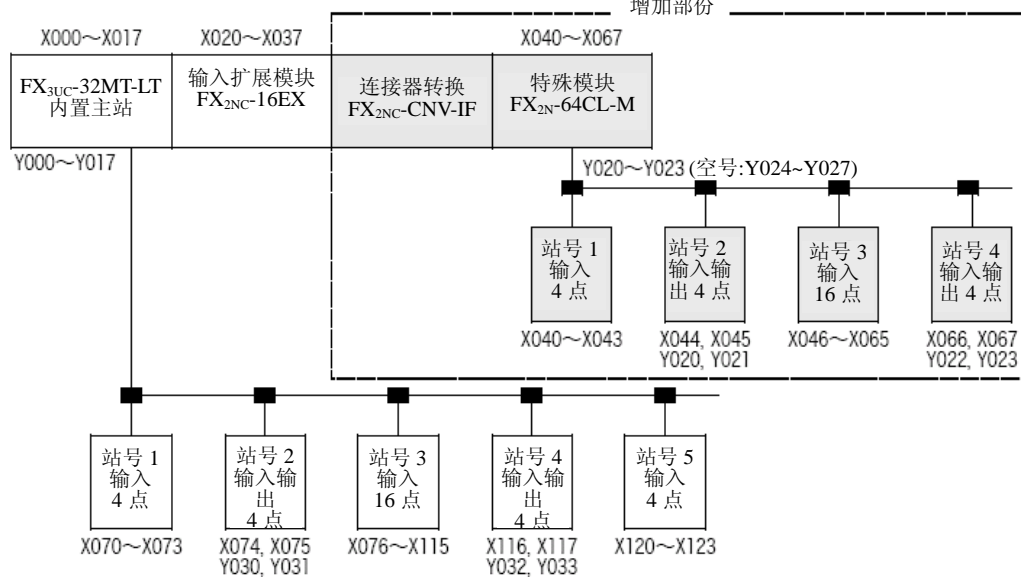 增加部份
X000～X017
X020～X037
X040～X067
FX3UC-32MT-LT
内置主站
输入扩展模块
FX2NC-16EX
连接器转换
FX2NC-CNV-IF
特殊模块
FX2N-64CL-M
Y000～Y017
Y020～Y023 (空号:Y024~Y027)
站号 1
输入
4 点
站号 2
输入输
出 4 点
站号 3
输入
16 点
站号 4
输入输
出 4 点
X040～X043
X044, X045
Y020, Y021
X046～X065
X066, X067
Y022, Y023
站号 1
输入
4 点
站号 2
输入输
出
4 点
站号 3
输入
16 点
站号 4
输入输
出
4 点
站号 5
输入
4 点
X070～X073
X074, X075
Y030, Y031
X076～X115
X116, X117
Y032, Y033
X120～X123